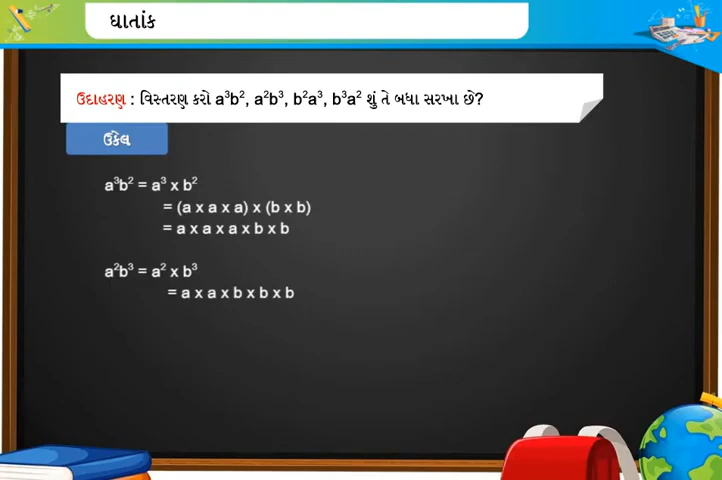 ઘાતાંક
ઉદાહરણ : વિસ્તરણ કરો a³b², a²b³, b²a³, b³a² શું તે બધા સરખા છે?
ઉકેલ
a³b² = a³ x b²
= (a x a x a) x (b x b)
= a x a x a x b x b
a²b³ = a² x b³
= a x a x b x b x b